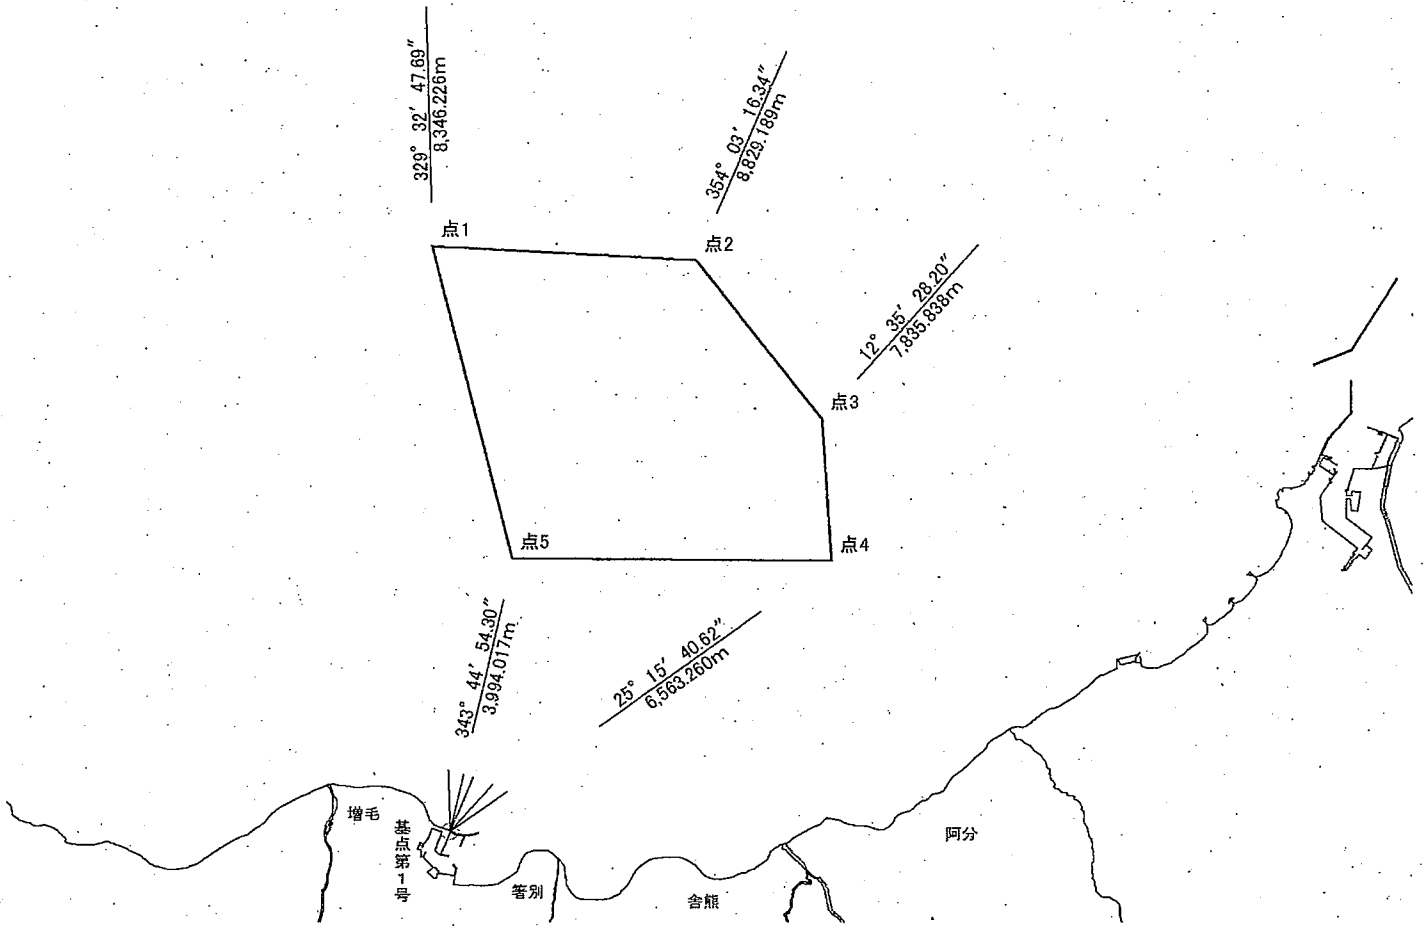 329° 32′ 47.69″
8,346.226m
354° 03′ 16.34″
8,829.189m
点1
点2
12° 35′ 28.20″
7,835.838m
点3
点5
点4
343° 44′ 54.30″
3,994.017m
25° 15′ 40.62″
6,563.260m
増毛
基点第1号
箸別
舎熊
阿分